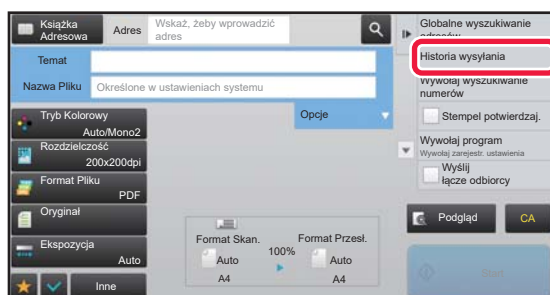 Książka
Adresowa
Adres
Wskaż, żeby wprowadzić
adres
Temat
Nazwa Pliku
Określone w ustawieniach systemu
Opcje
Tryb Kolorowy
Auto/Mono2
Rozdzielczość
200x200dpi
Format Pliku
PDF
Oryginał
Ekspozycja
Auto
Inne
Format Skan.
Auto
A4
100%
Format Przesł.
Auto
A4
Globalne wyszukiwanie
adresów
Historia wysyłania
Wywołaj wyszukiwanie
numerów
Stempel potwierdzaj.
Wywołaj program
Wywołaj zarejestr. ustawienia
Wyślij
łącze odbiorcy
Podgląd
CA
Start